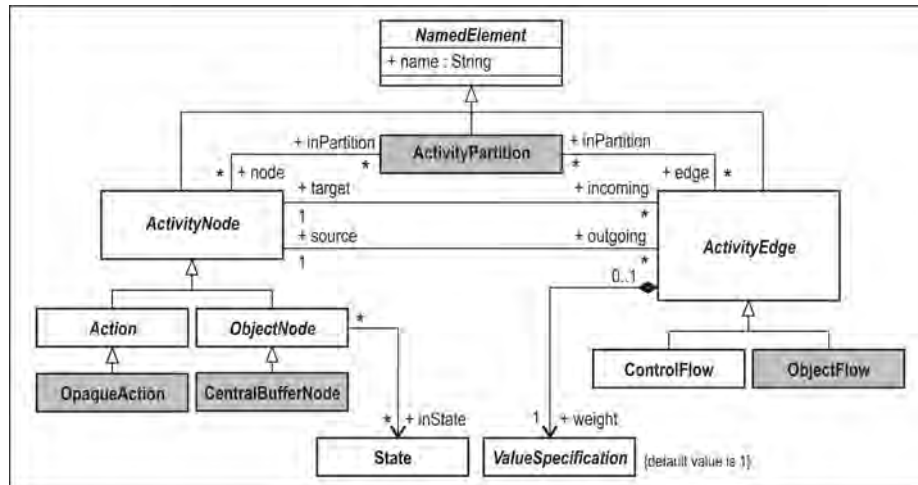 NamedElement
+ name : String
+ inPartition
ActivityPartition
+ inPartition
*
*
* + node
+ edge *
ActivityNode
+ target
+ incoming
1
*
+ source
+ outgoing
1
*
ActivityEdge
0..1
Action
ObjectNode
*
ControlFlow
ObjectFlow
OpaqueAction
CentralBufferNode
* + inState
1 + weight
State
ValueSpecification
{default value is 1}